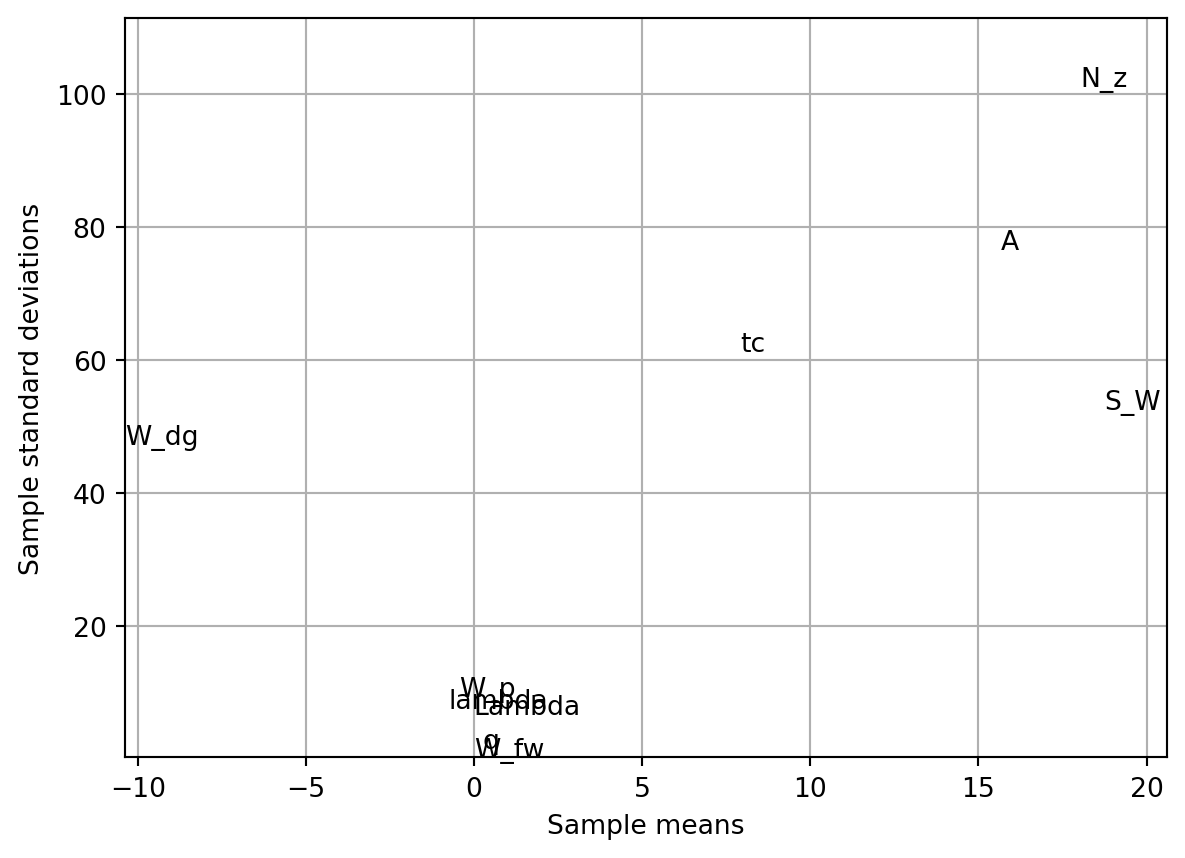 N_z
100
80
A
60
tc
S_W
W_dg
40
20
W_p
lambda
Lambda
q
W_fw
−10
−5
0
5
10
15
20
Sample means
Sample standard deviations